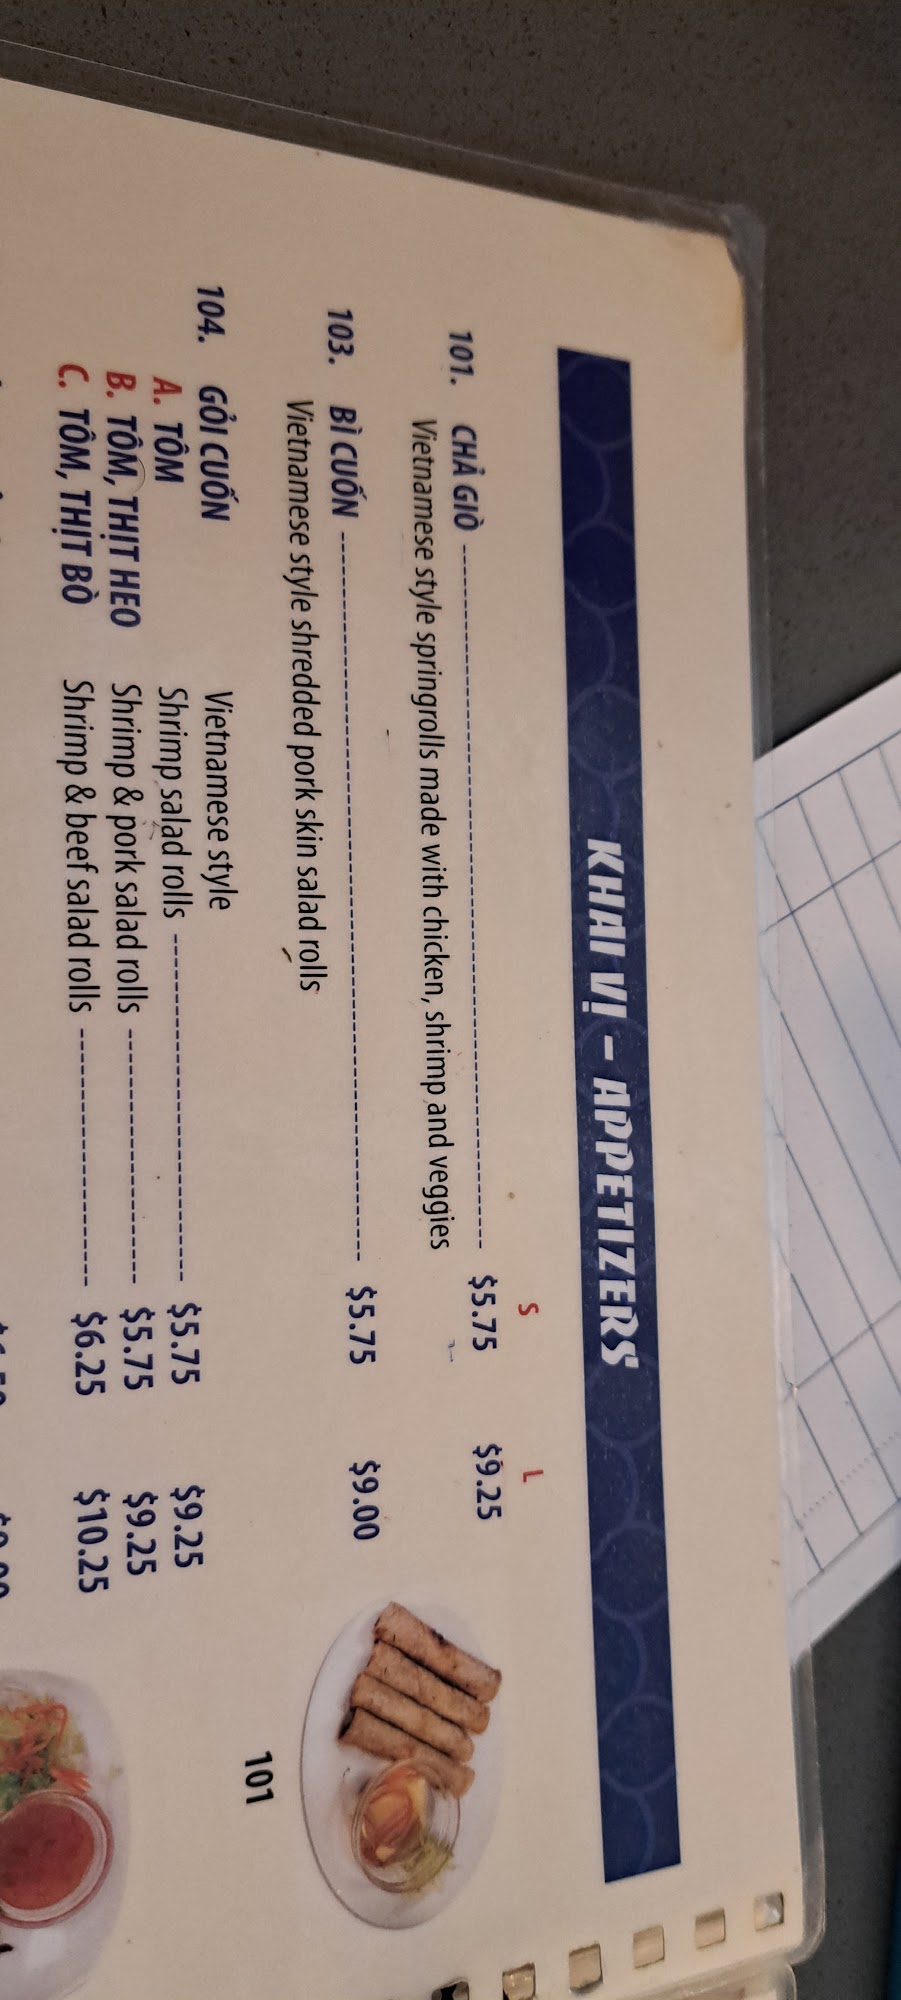 KHAI VỊ - APPETIZERS
S L
101. CHẢ GIÒ $5.75 $9.25
Vietnamese style springrolls made with chicken, shrimp and veggies
103. BÌ CUỐN $5.75 $9.00
Vietnamese style shredded pork skin salad rolls
104. GỎI CUỐN Vietnamese style
A. TÔM Shrimp salad rolls $5.75 $9.25
B. TÔM, THỊT HEO Shrimp & pork salad rolls $5.75 $9.25
C. TÔM, THỊT BÒ Shrimp & beef salad rolls $6.25 $10.25
101